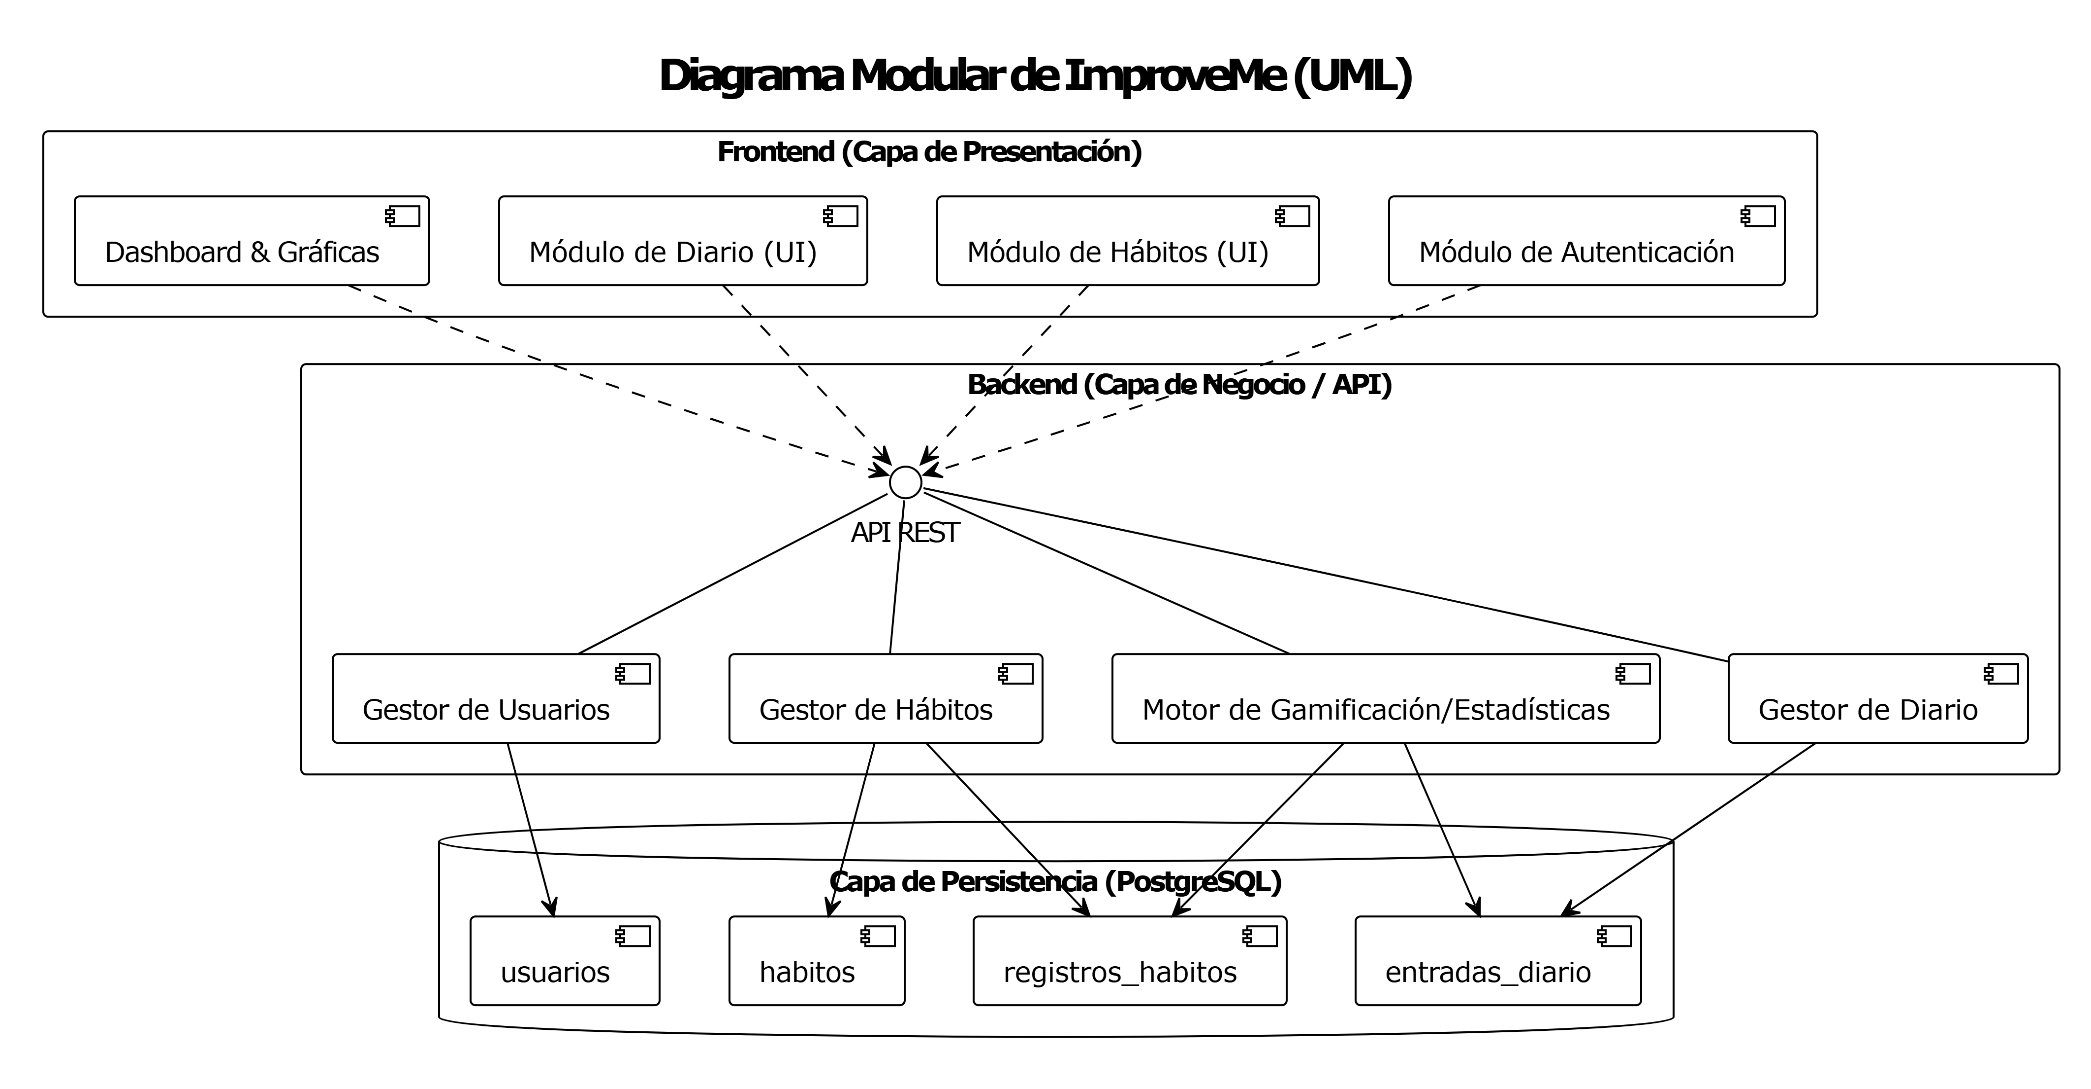 Diagrama Modular de ImproveMe (UML)
Frontend (Capa de Presentación)
Dashboard & Gráficas
Módulo de Diario (UI)
Módulo de Hábitos (UI)
Módulo de Autenticación
Backend (Capa de Negocio / API)
API REST
Gestor de Usuarios
Gestor de Hábitos
Motor de Gamificación/Estadísticas
Gestor de Diario
Capa de Persistencia (PostgreSQL)
usuarios
habitos
registros_habitos
entradas_diario